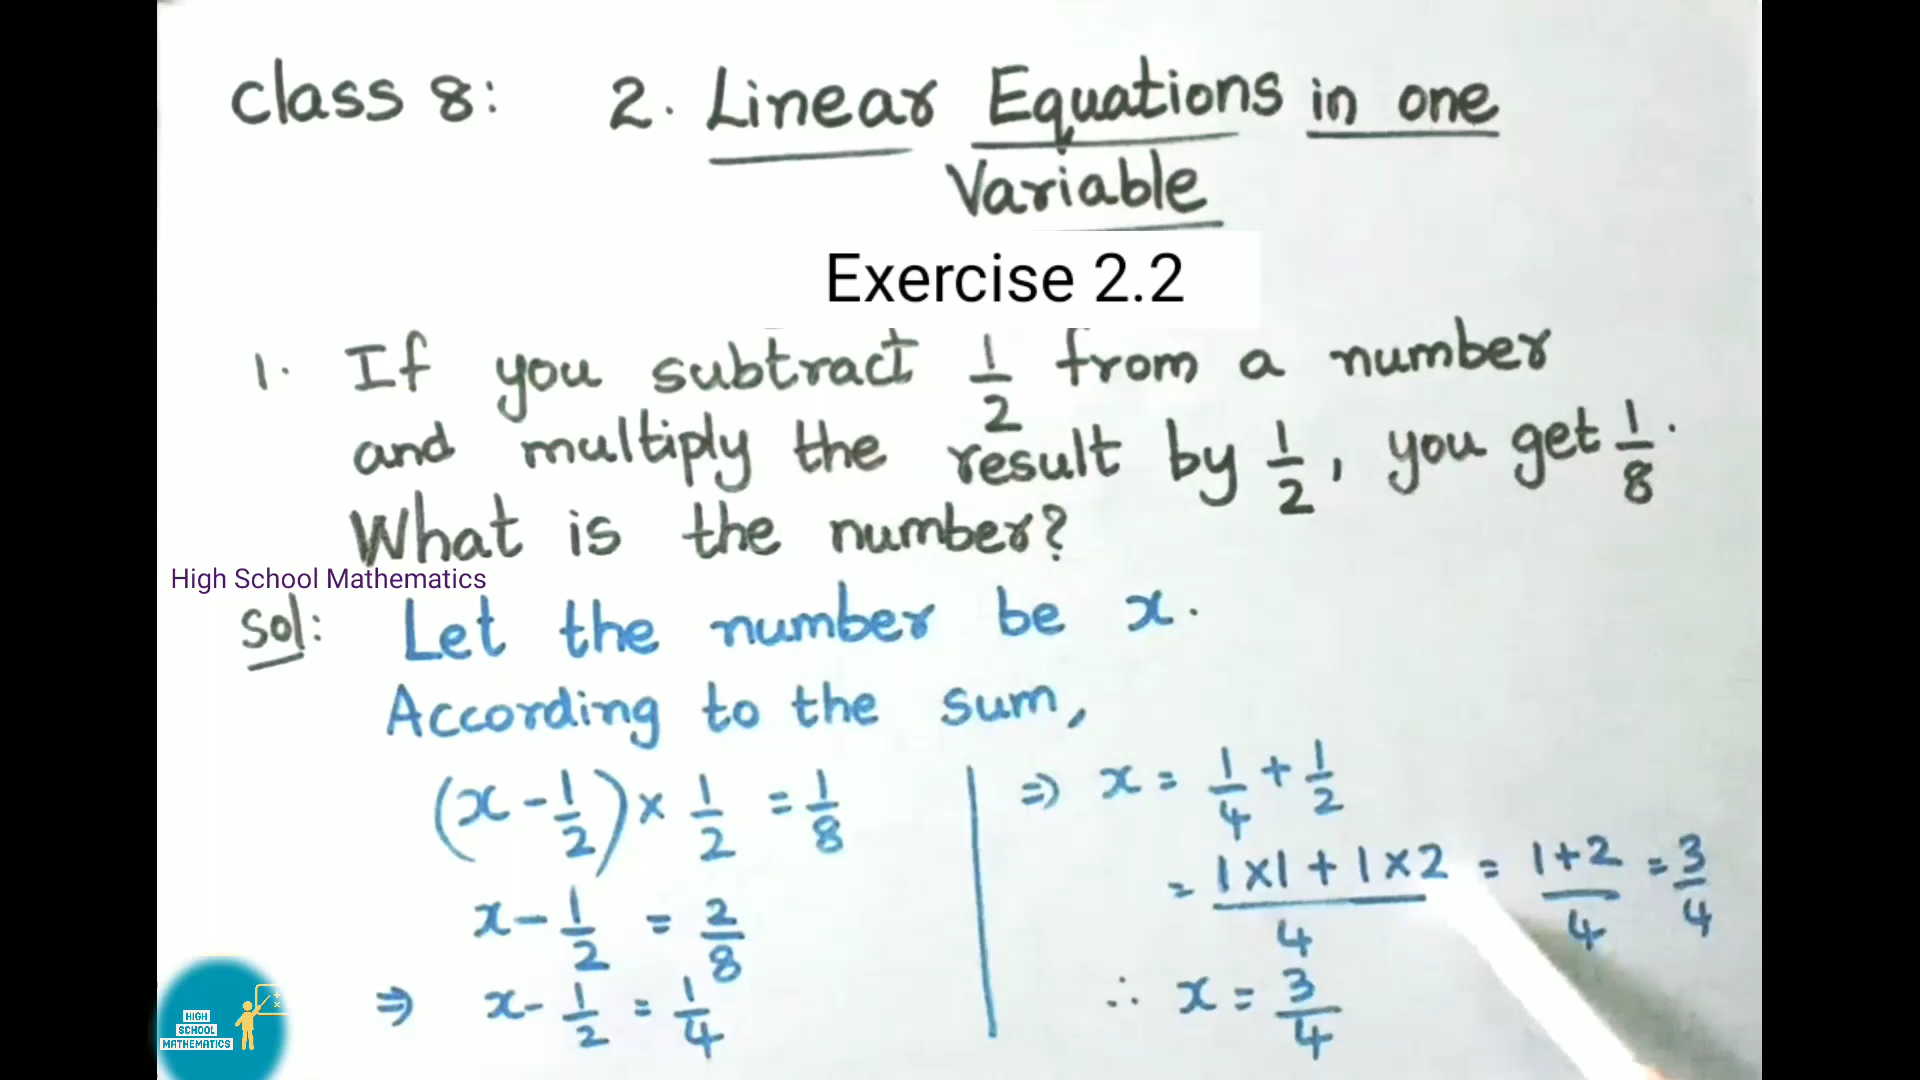 class 8: 2. Linear Equations in one
Variable
Exercise 2.2
1. If you subtract 1/2 from a number
and multiply the result by 1/2, you get 1/8.
What is the number?
High School Mathematics
Sol: Let the number be x.
According to the sum,
(x - 1/2) × 1/2 = 1/8
x - 1/2 = 2/8
⇒ x - 1/2 = 1/4
⇒ x = 1/4 + 1/2
= (1×1 + 1×2)/4 = (1+2)/4 = 3/4
∴ x = 3/4
HIGH
SCHOOL
MATHEMATICS